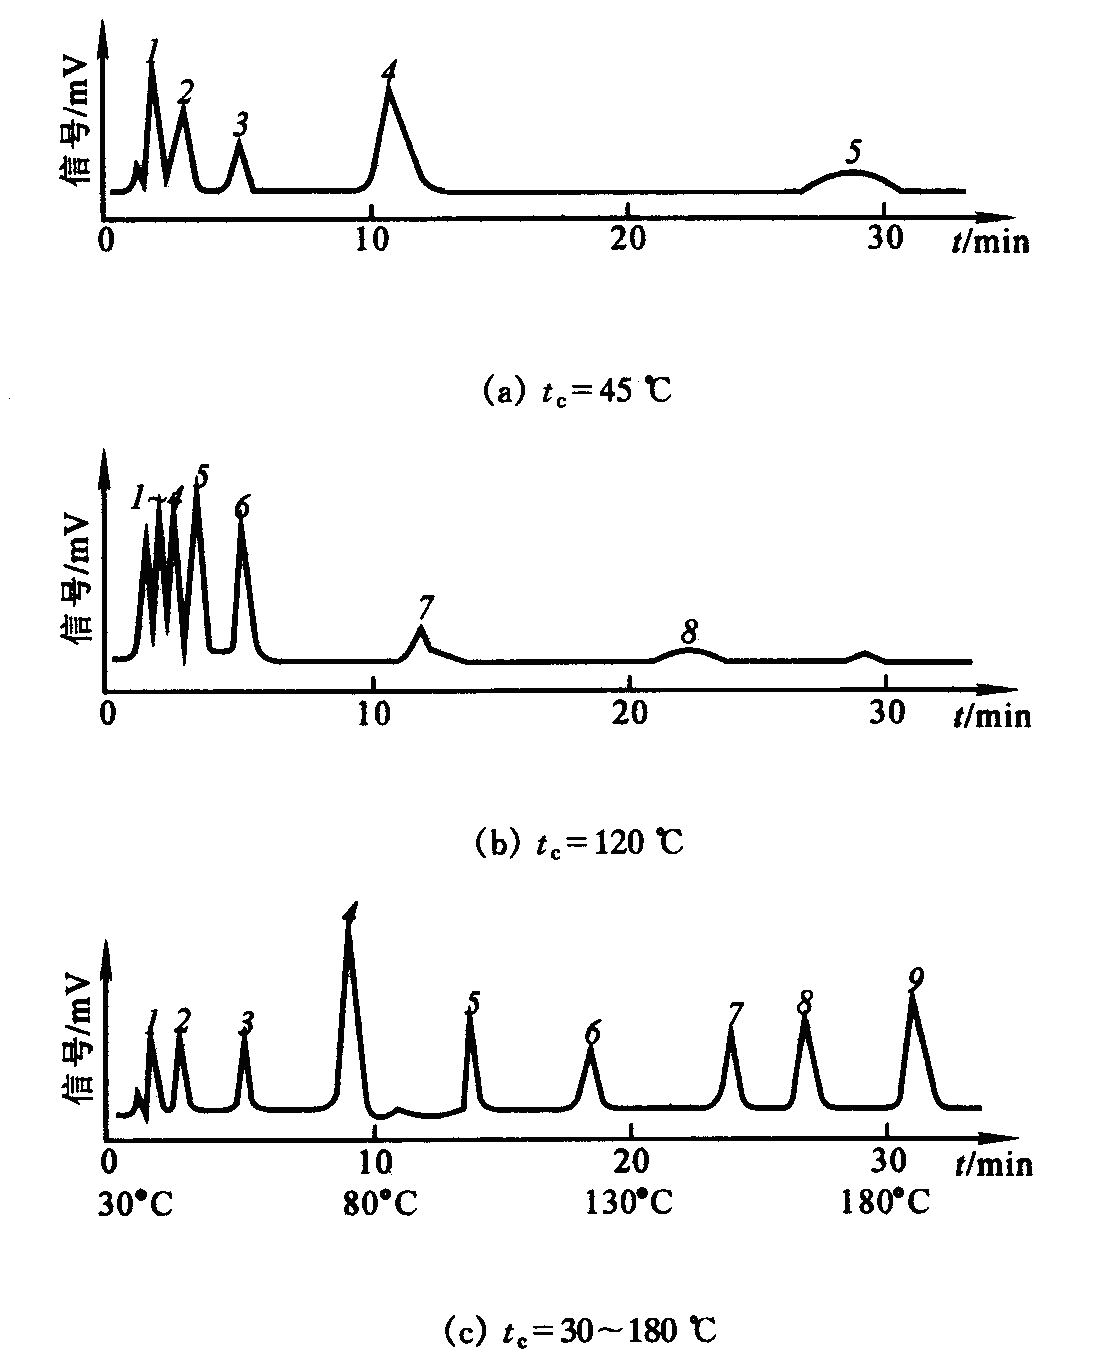 信号/mV
1 2 3 4 5
0 10 20 30 t/min
(a) tc=45 ℃
信号/mV
1~4 5 6 7 8
0 10 20 30 t/min
(b) tc=120 ℃
信号/mV
1 2 3 4 5 6 7 8 9
0 10 20 30 t/min
30°C 80°C 130°C 180°C
(c) tc=30~180 ℃